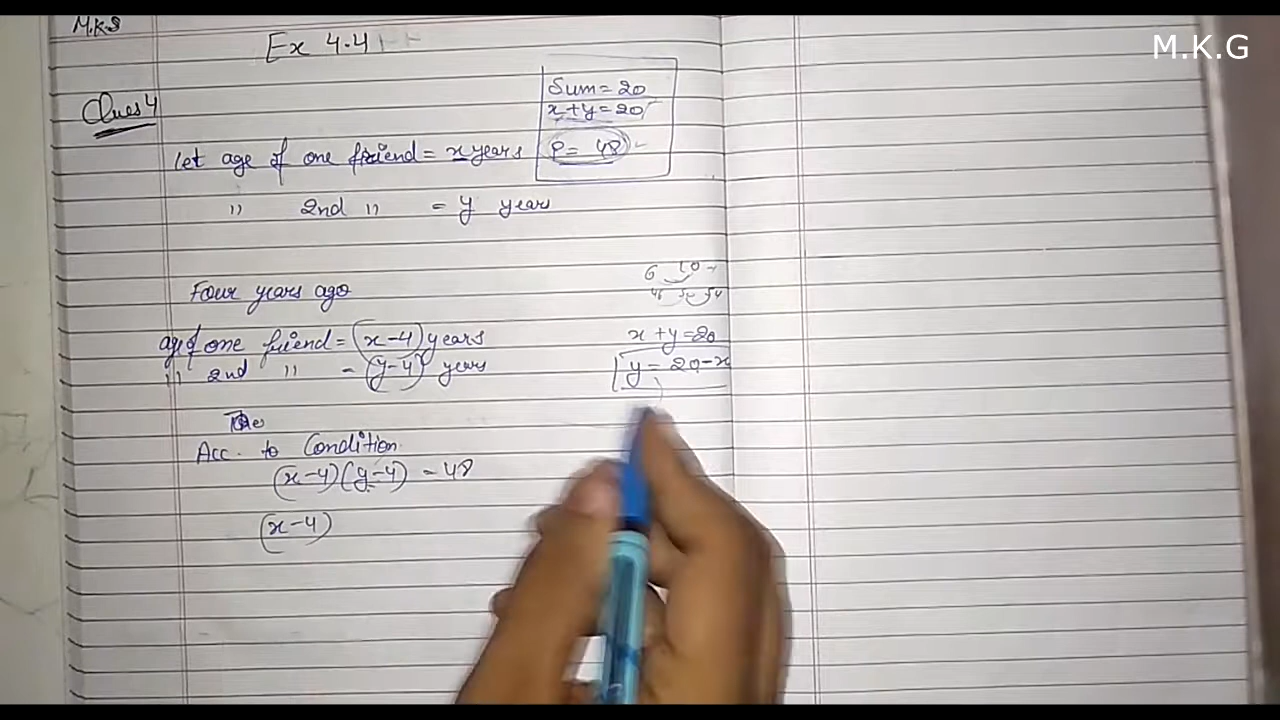 M.K.S
M.K.G
Ex 4.4
Ques 4
Sum = 20
x+y=20
P = 48
Let age of one friend = x years
" 2nd " = y years
6 10
Four years ago
x+y=20
y = 20-x
age of one friend = (x-4) years
" 2nd " = (y-4) years
Acc. to Condition
(x-4)(y-4) = 48
(x-4)